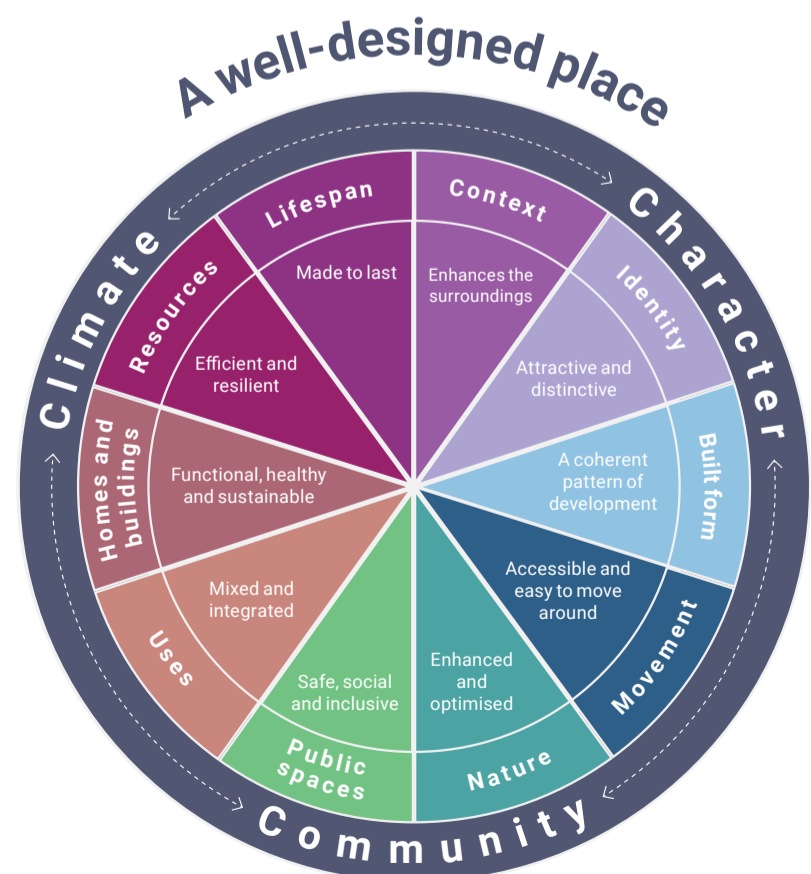 A well-designed place
Climate
Character
Community
Context
Enhances the
surroundings
Identity
Attractive and
distinctive
Built form
A coherent
pattern of
development
Movement
Accessible and
easy to move
around
Nature
Enhanced
and
optimised
Public
spaces
Safe, social
and inclusive
Uses
Mixed and
integrated
Homes and
buildings
Functional, healthy
and sustainable
Resources
Efficient and
resilient
Lifespan
Made to last